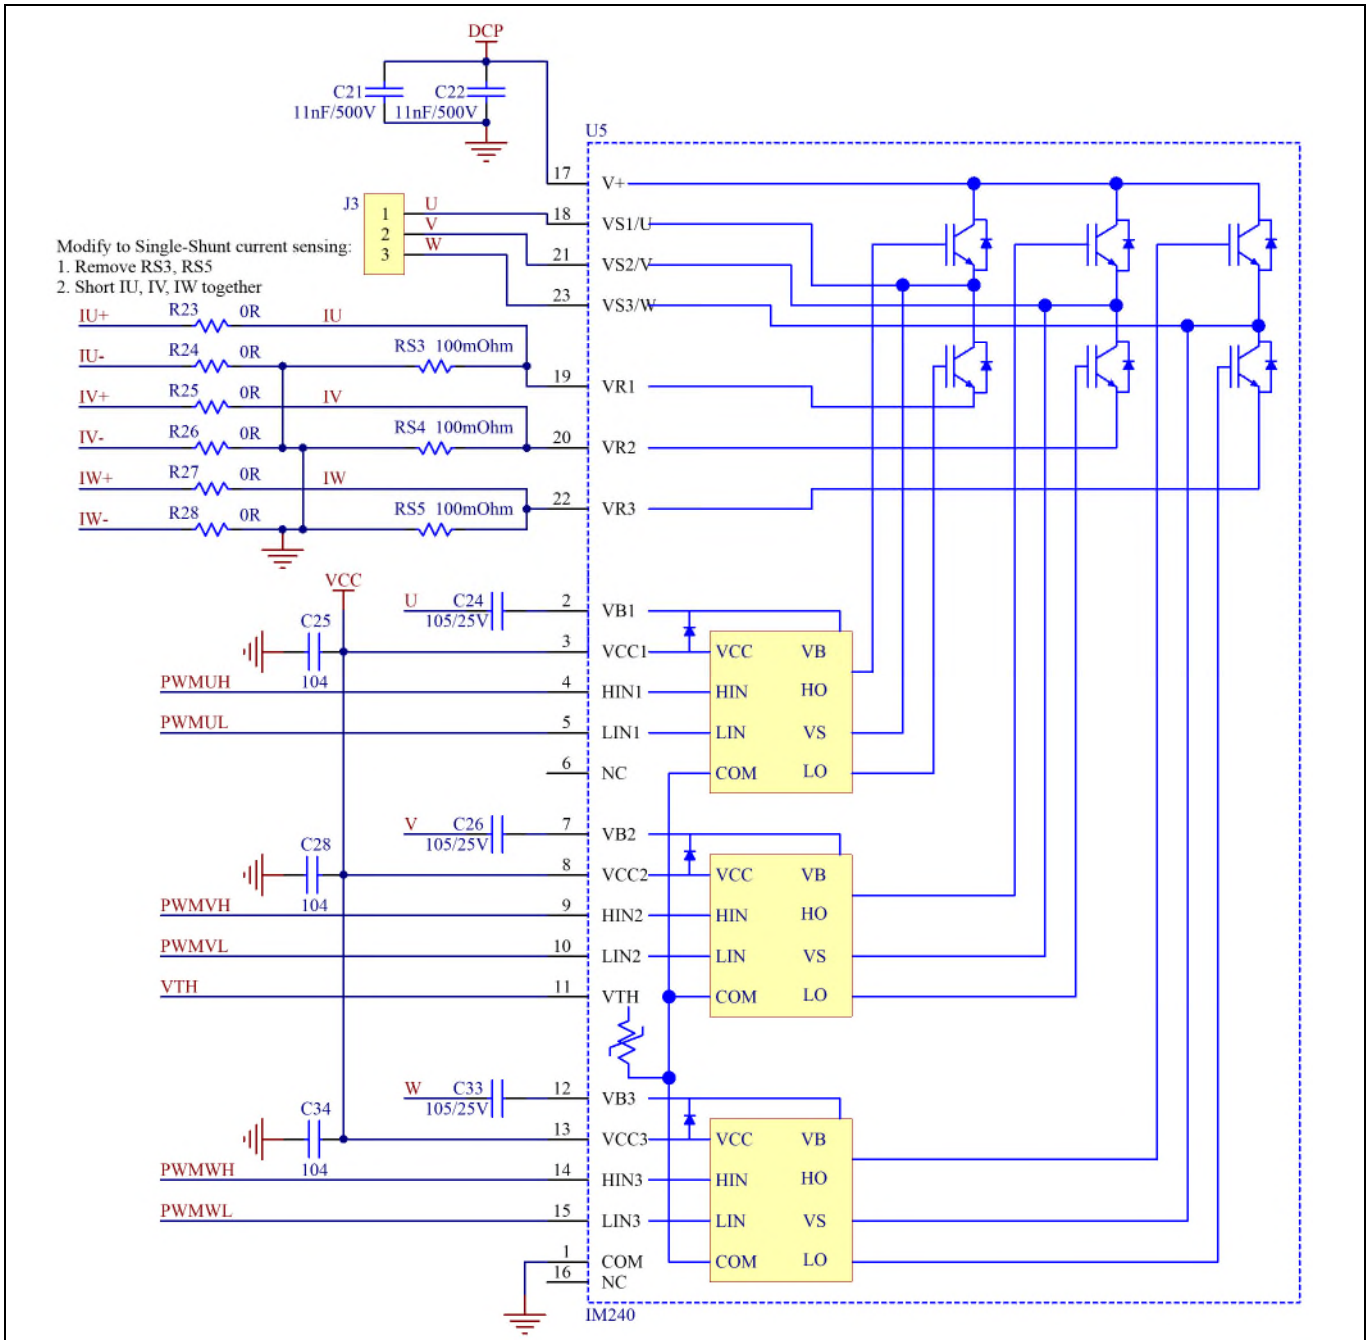 DCP
C21
11nF/500V
C22
11nF/500V
U5
17
V+
J3
1
2
3
U
V
W
18
VS1/U
21
VS2/V
23
VS3/W
Modify to Single-Shunt current sensing:
1. Remove RS3, RS5
2. Short IU, IV, IW together
IU+
R23
0R
IU
IU-
R24
0R
RS3 100mOhm
19
VR1
IV+
R25
0R
IV
IV-
R26
0R
RS4 100mOhm
20
VR2
IW+
R27
0R
IW
22
VR3
IW-
R28
0R
RS5 100mOhm
VCC
U
C24
105/25V
2
VB1
C25
104
3
VCC1
VCC
VB
PWMUH
4
HIN1
HIN
HO
PWMUL
5
LIN1
LIN
VS
6
NC
COM
LO
V
C26
105/25V
7
VB2
C28
104
8
VCC2
VCC
VB
PWMVH
9
HIN2
HIN
HO
PWMVL
10
LIN2
LIN
VS
VTH
11
VTH
COM
LO
W
C33
105/25V
12
VB3
C34
104
13
VCC3
VCC
VB
PWMWH
14
HIN3
HIN
HO
PWMWL
15
LIN3
LIN
VS
1
COM
COM
LO
16
NC
IM240